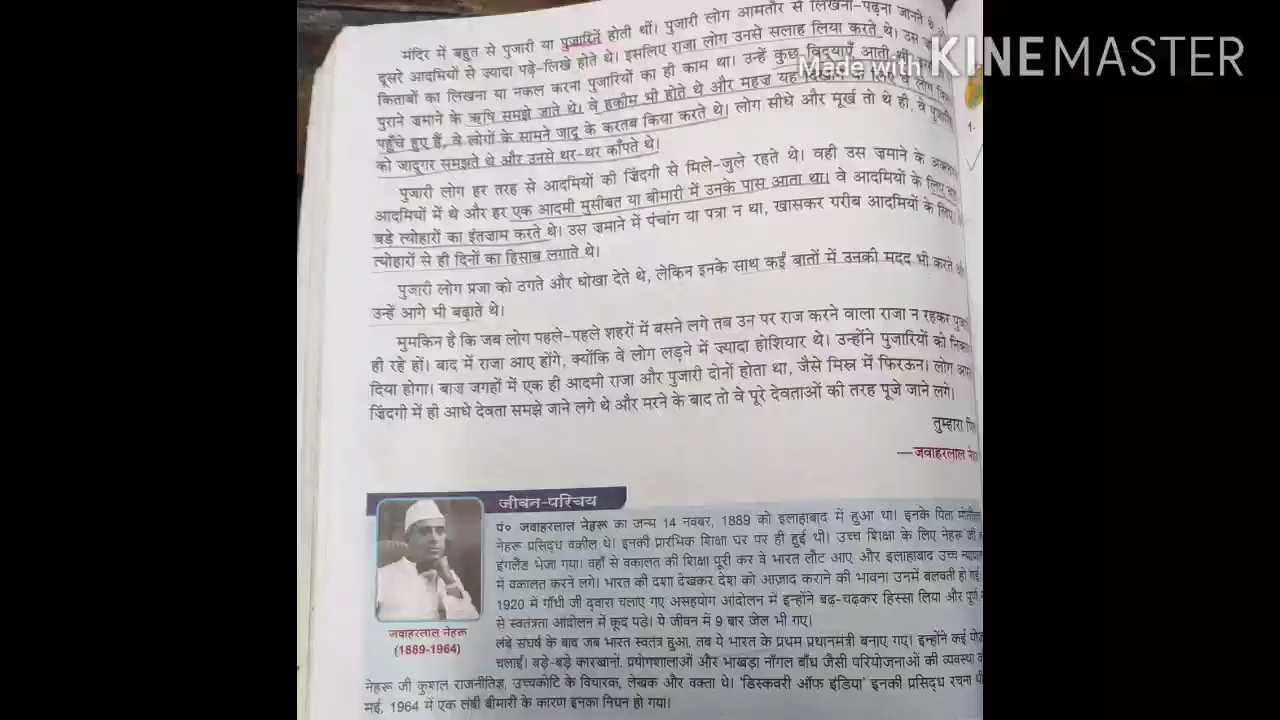 मंदिर में बहुत से पुजारी या पुजारिनें होती थीं। पुजारी लोग आमतौर से लिखना-पढ़ना जानते थे
दूसरे आदमियों से ज्यादा पढ़े-लिखे होते थे। इसलिए राजा लोग उनसे सलाह लिया करते थे। उस
Made with KINEMASTER
किताबों का लिखना या नकल करना पुजारियों का ही काम था। उन्हें कुछ विद्याएँ आती थीं
पुराने ज़माने के ऋषि समझे जाते थे। वे हकीम भी होते थे और महज़ यह दिखाने के लिए वे लोग
पहुँचे हुए हैं, वे लोगों के सामने जादू के करतब किया करते थे। लोग सीधे और मूर्ख तो थे ही, वे
को जादूगर समझते थे और उनसे थर-थर काँपते थे।
1.
पुजारी लोग हर तरह से आदमियों की ज़िंदगी से मिले-जुले रहते थे। वही उस ज़माने के
आदमियों में थे और हर एक आदमी मुसीबत या बीमारी में उनके पास आता था। वे आदमियों के लिए
बड़े त्योहारों का इंतज़ाम करते थे। उस ज़माने में पंचांग या पत्रा न था, खासकर गरीब आदमियों के लिए
त्योहारों से ही दिनों का हिसाब लगाते थे।
पुजारी लोग प्रजा को ठगते और धोखा देते थे, लेकिन इनके साथ कई बातों में उनकी मदद भी करते
उन्हें आगे भी बढ़ाते थे।
मुमकिन है कि जब लोग पहले-पहले शहरों में बसने लगे तब उन पर राज करने वाला राजा न रहकर
ही रहे हों। बाद में राजा आए होंगे, क्योंकि वे लोग लड़ने में ज्यादा होशियार थे। उन्होंने पुजारियों को
दिया होगा। बाज़ जगहों में एक ही आदमी राजा और पुजारी दोनों होता था, जैसे मिस्र में फिरऊन। लोग
ज़िंदगी में ही आधे देवता समझे जाने लगे थे और मरने के बाद तो वे पूरे देवताओं की तरह पूजे जाने लगे।
तुम्हारा
—जवाहरलाल
जीवन-परिचय
पं० जवाहरलाल नेहरू का जन्म 14 नवंबर, 1889 को इलाहाबाद में हुआ था। इनके पिता
नेहरू प्रसिद्ध वकील थे। इनकी प्रारंभिक शिक्षा घर पर ही हुई थी। उच्च शिक्षा के लिए नेहरू जी
इंगलैंड भेजा गया। वहाँ से वकालत की शिक्षा पूरी कर वे भारत लौट आए और इलाहाबाद उच्च
में वकालत करने लगे। भारत की दशा देखकर देश को आज़ाद कराने की भावना उनमें बलवती हो गई
1920 में गाँधी जी द्वारा चलाए गए असहयोग आंदोलन में इन्होंने बढ़-चढ़कर हिस्सा लिया और पूर्ण
से स्वतंत्रता आंदोलन में कूद पड़े। ये जीवन में 9 बार जेल भी गए।
लंबे संघर्ष के बाद जब भारत स्वतंत्र हुआ, तब ये भारत के प्रथम प्रधानमंत्री बनाए गए। इन्होंने कई
चलाईं। बड़े-बड़े कारखानों, प्रयोगशालाओं और भाखड़ा नाँगल बाँध जैसी परियोजनाओं की व्यवस्था
जवाहरलाल नेहरू
(1889-1964)
नेहरू जी कुशल राजनीतिज्ञ, उच्चकोटि के विचारक, लेखक और वक्ता थे। 'डिस्कवरी ऑफ इंडिया' इनकी प्रसिद्ध रचना
मई, 1964 में एक लंबी बीमारी के कारण इनका निधन हो गया।